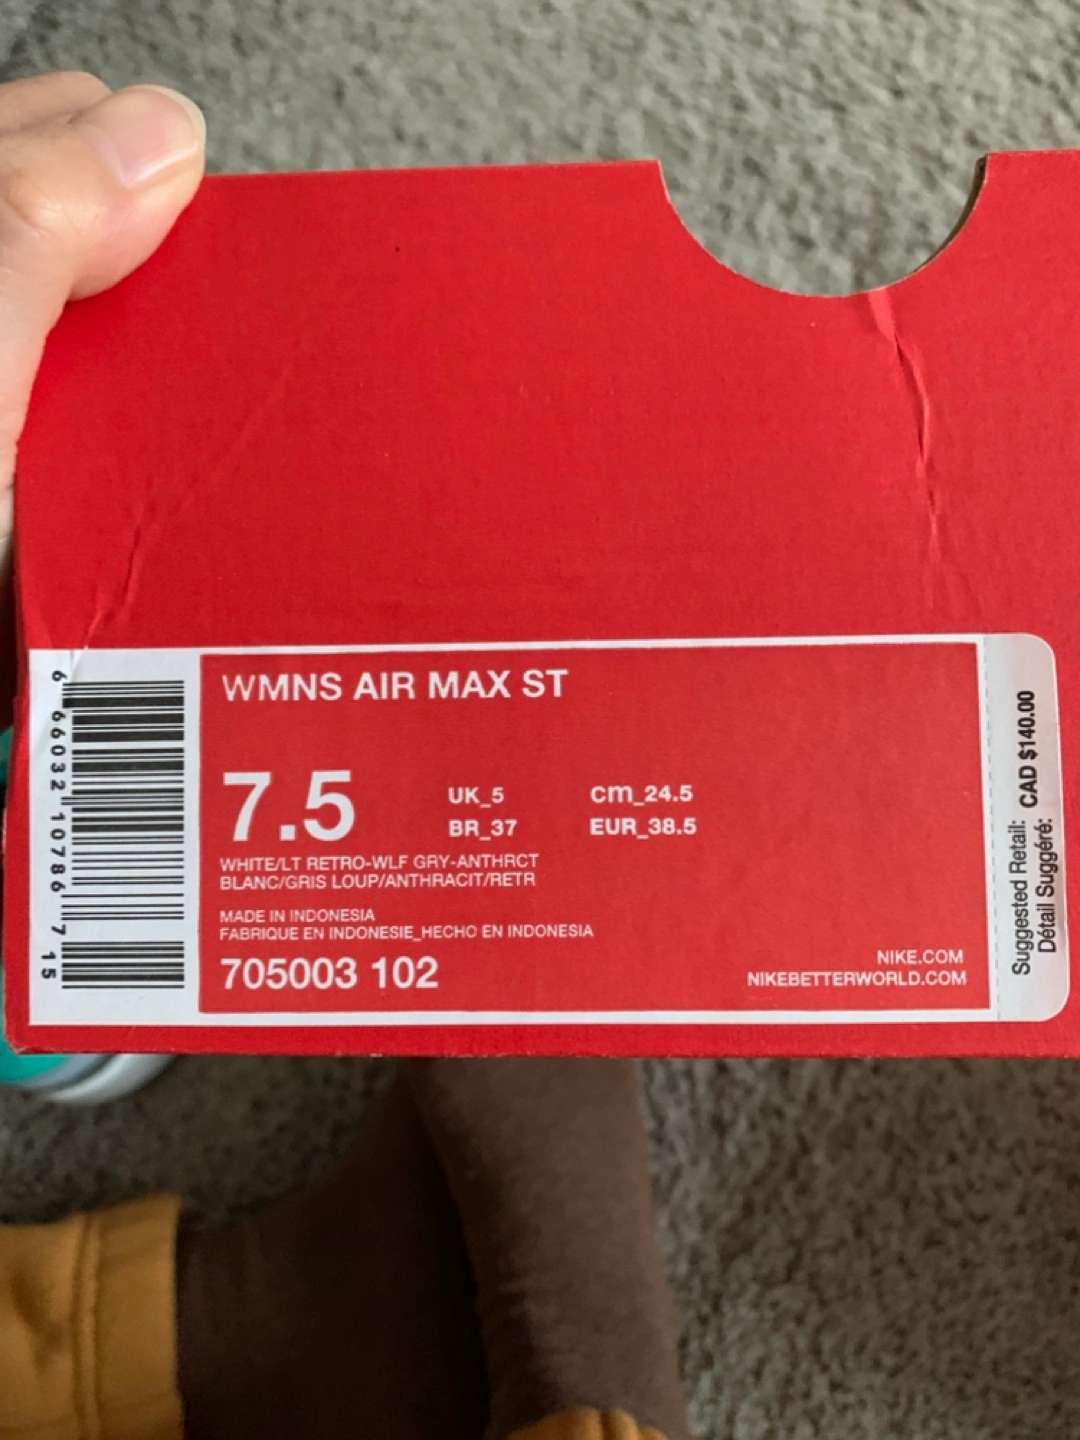 WMNS AIR MAX ST
7.5
UK_5
cm_24.5
BR_37
EUR_38.5
WHITE/LT RETRO-WLF GRY-ANTHRCT
BLANC/GRIS LOUP/ANTHRACIT/RETR
MADE IN INDONESIA
FABRIQUE EN INDONESIE_HECHO EN INDONESIA
705003 102
NIKE.COM
NIKEBETTERWORLD.COM
6 66032 10786 7 15
Suggested Retail: CAD $140.00
Détail Suggéré: